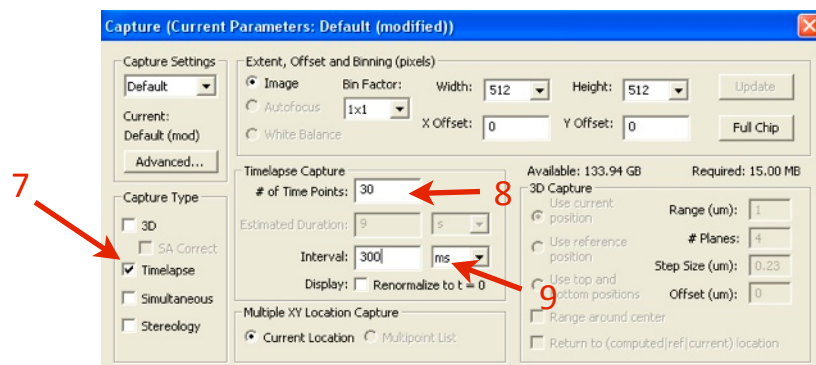 Capture (Current Parameters: Default (modified))
Capture Settings
Default
Current:
Default (mod)
Advanced...
Extent, Offset and Binning (pixels)
Image
Autofocus
White Balance
Bin Factor:
1x1
Width: 512
Height: 512
Update
X Offset: 0
Y Offset: 0
Full Chip
7
Capture Type
3D
SA Correct
Timelapse
Simultaneous
Stereology
Timelapse Capture
# of Time Points: 30
8
Estimated Duration: 9 s
Interval: 300 ms
9
Display: Renormalize to t = 0
Multiple XY Location Capture
Current Location Multipoint List
Available: 133.94 GB Required: 15.00 MB
3D Capture
Use current
position
Use reference
position
Use top and
bottom positions
Range (um): 1
# Planes: 4
Step Size (um): 0.23
Offset (um): 0
Range around center
Return to (computed|ref|current) location